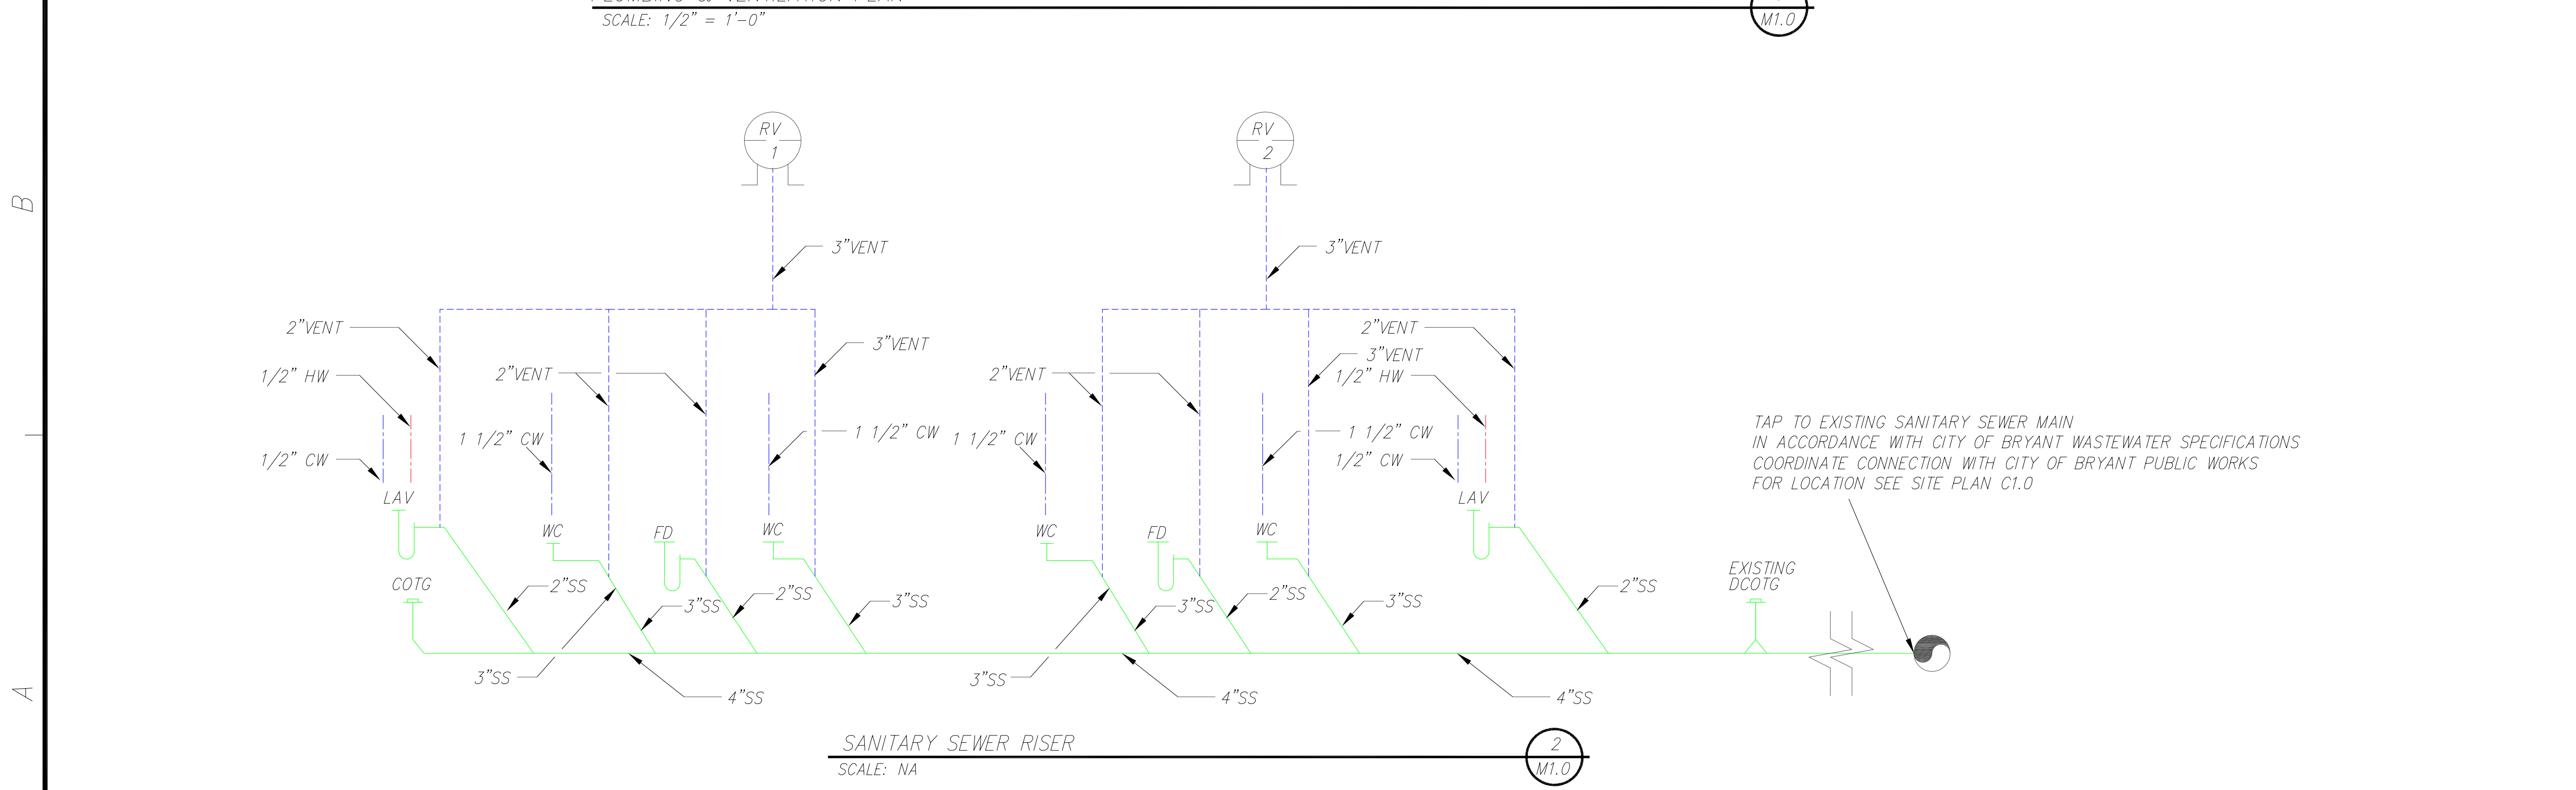 SCALE: 1/2" = 1'-0"
M1.0
B
A
RV
1
RV
2
3"VENT
3"VENT
2"VENT
1/2" HW
1/2" CW
LAV
COTG
2"VENT
1 1/2" CW
WC
FD
WC
3"VENT
1 1/2" CW
2"SS
3"SS
2"SS
3"SS
3"SS
4"SS
2"VENT
1 1/2" CW
WC
FD
WC
2"VENT
3"VENT
1/2" HW
1 1/2" CW
1/2" CW
LAV
3"SS
2"SS
3"SS
2"SS
3"SS
4"SS
4"SS
EXISTING
DCOTG
TAP TO EXISTING SANITARY SEWER MAIN
IN ACCORDANCE WITH CITY OF BRYANT WASTEWATER SPECIFICATIONS
COORDINATE CONNECTION WITH CITY OF BRYANT PUBLIC WORKS
FOR LOCATION SEE SITE PLAN C1.0
SANITARY SEWER RISER
SCALE: NA
2
M1.0